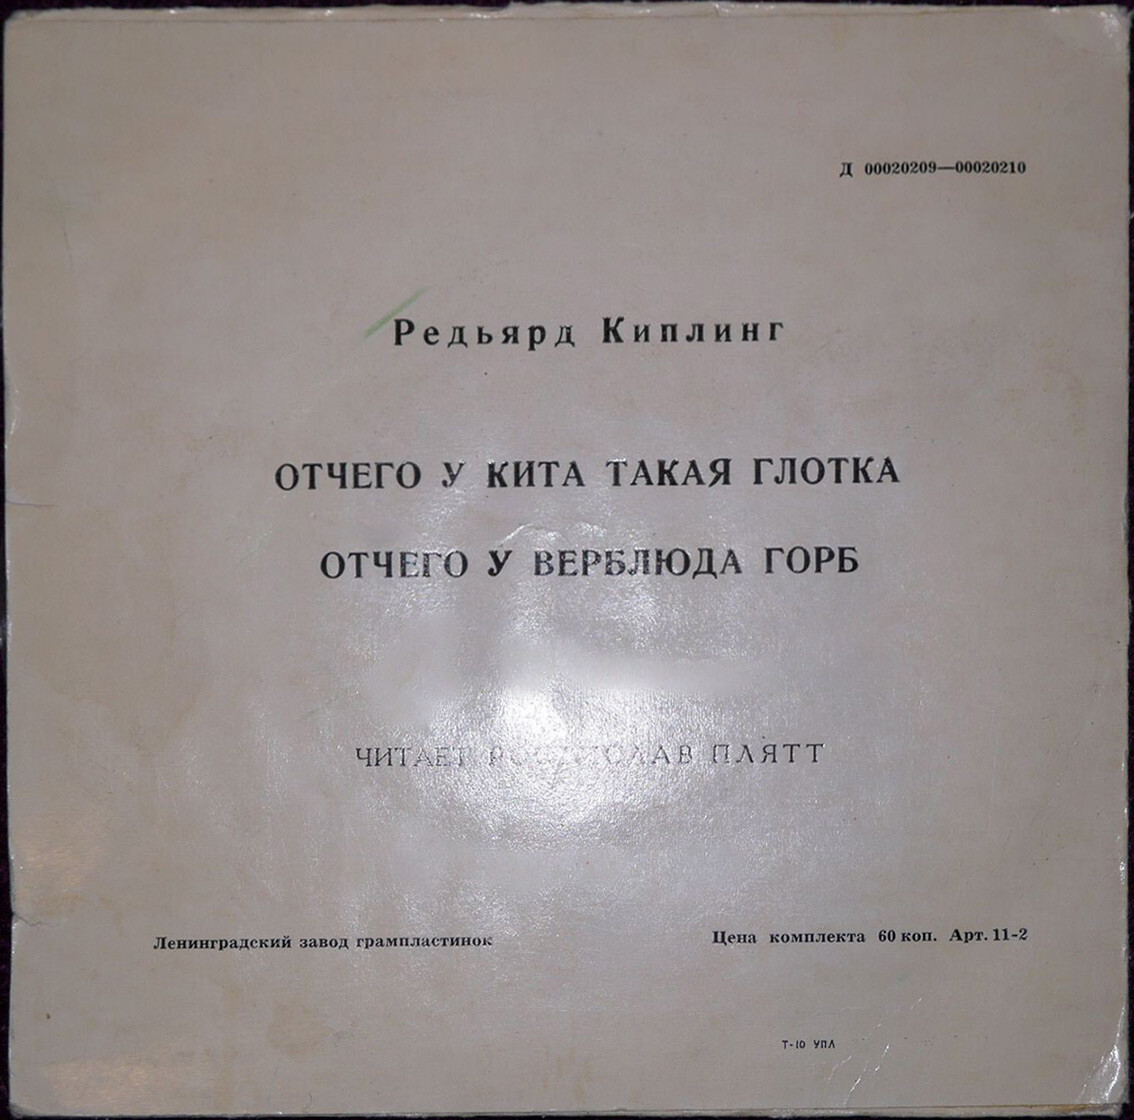 Д 00020209—00020210
Редьярд Киплинг
ОТЧЕГО У КИТА ТАКАЯ ГЛОТКА
ОТЧЕГО У ВЕРБЛЮДА ГОРБ
ЧИТАЕТ РОСТИСЛАВ ПЛЯТТ
Ленинградский завод грампластинок
Цена комплекта 60 коп. Арт. 11-2
Т-10 УПЛ